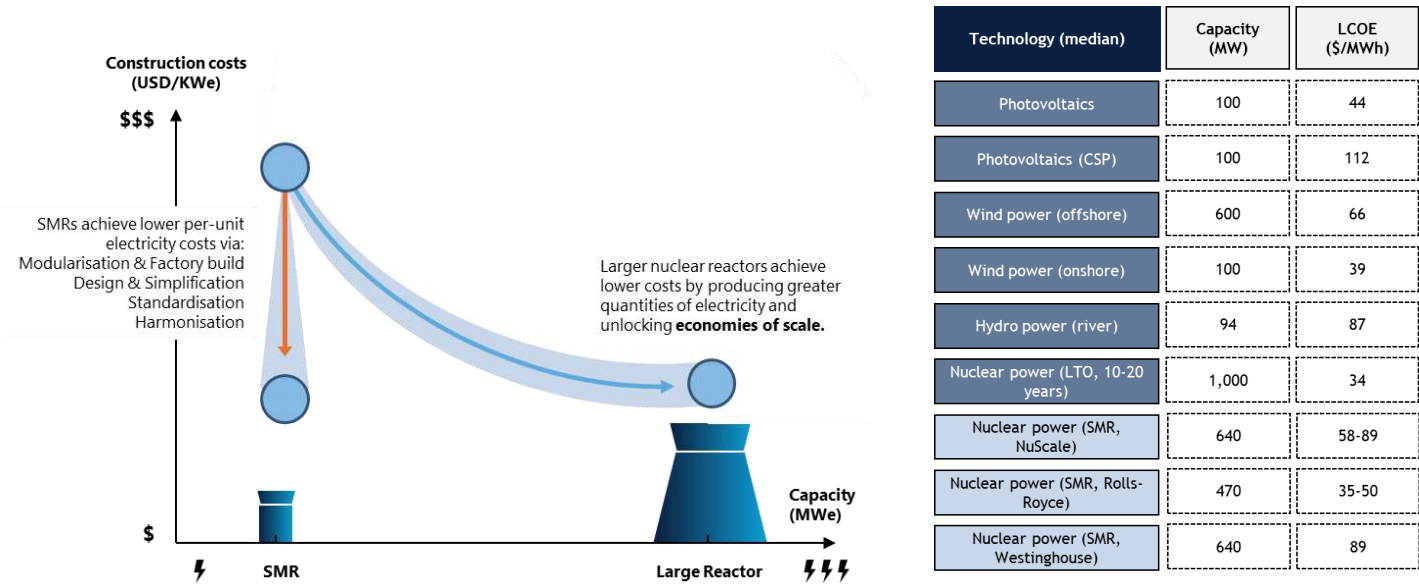 Construction costs
(USD/KWe)
$$$
SMRs achieve lower per-unit
electricity costs via:
Modularisation & Factory build
Design & Simplification
Standardisation
Harmonisation
Larger nuclear reactors achieve
lower costs by producing greater
quantities of electricity and
unlocking economies of scale.
$
Capacity
(MWe)
SMR
Large Reactor
Technology (median)
Capacity
(MW)
LCOE
($/MWh)
Photovoltaics
100
44
Photovoltaics (CSP)
100
112
Wind power (offshore)
600
66
Wind power (onshore)
100
39
Hydro power (river)
94
87
Nuclear power (LTO, 10-20
years)
1,000
34
Nuclear power (SMR,
NuScale)
640
58-89
Nuclear power (SMR, Rolls-
Royce)
470
35-50
Nuclear power (SMR,
Westinghouse)
640
89